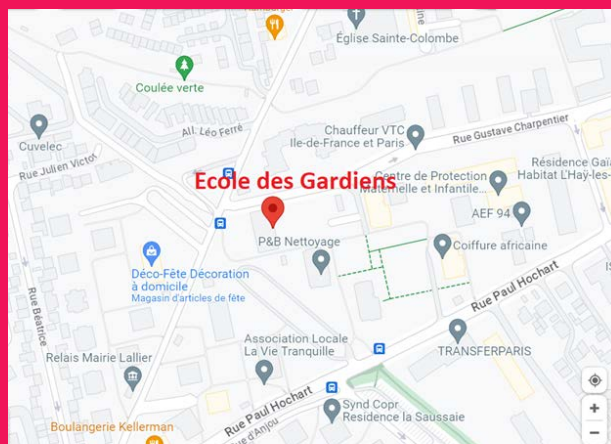 Église Sainte-Colombe
Coulée verte
All. Léo Ferré
Cuvelec
Rue Julien Victor
Chauffeur VTC
Ile-de-France et Paris
Rue Gustave Charpentier
Ecole des Gardiens
Centre de Protection
Maternelle et Infantile...
Résidence Gaï
Habitat L'Haÿ-les-
AEF 94
P&B Nettoyage
Coiffure africaine
Déco-Fête Décoration
à domicile
Magasin d'articles de fête
Rue Béatrice
Rue Paul Hochart
Association Locale
La Vie Tranquille
TRANSFERPARIS
Relais Mairie Lallier
Rue Paul Hochart
d'Anjou
Synd Copr
Residence la Saussaie
Boulangerie Kellerman